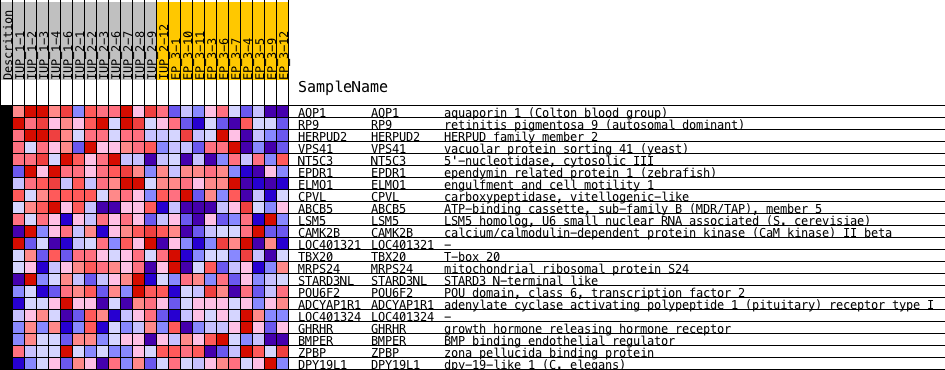 Descrition
IUP_1-1
IUP_1-2
IUP_1-3
IUP_1-4
IUP_1-6
IUP_2-1
IUP_2-2
IUP_2-3
IUP_2-6
IUP_2-7
IUP_2-8
IUP_2-9
IUP_2-12
EP_3-1
EP_3-10
EP_3-11
EP_3-3
EP_3-6
EP_3-7
EP_3-4
EP_3-5
EP_3-9
EP_3-12
SampleName
AQP1 AQP1 aquaporin 1 (Colton blood group)
RP9 RP9 retinitis pigmentosa 9 (autosomal dominant)
HERPUD2 HERPUD2 HERPUD family member 2
VPS41 VPS41 vacuolar protein sorting 41 (yeast)
NT5C3 NT5C3 5'-nucleotidase, cytosolic III
EPDR1 EPDR1 ependymin related protein 1 (zebrafish)
ELMO1 ELMO1 engulfment and cell motility 1
CPVL CPVL carboxypeptidase, vitellogenic-like
ABCB5 ABCB5 ATP-binding cassette, sub-family B (MDR/TAP), member 5
LSM5 LSM5 LSM5 homolog, U6 small nuclear RNA associated (S. cerevisiae)
CAMK2B CAMK2B calcium/calmodulin-dependent protein kinase (CaM kinase) II beta
LOC401321 LOC401321 -
TBX20 TBX20 T-box 20
MRPS24 MRPS24 mitochondrial ribosomal protein S24
STARD3NL STARD3NL STARD3 N-terminal like
POU6F2 POU6F2 POU domain, class 6, transcription factor 2
ADCYAP1R1 ADCYAP1R1 adenylate cyclase activating polypeptide 1 (pituitary) receptor type I
LOC401324 LOC401324 -
GHRHR GHRHR growth hormone releasing hormone receptor
BMPER BMPER BMP binding endothelial regulator
ZPBP ZPBP zona pellucida binding protein
DPY19L1 DPY19L1 dpy-19-like 1 (C. elegans)